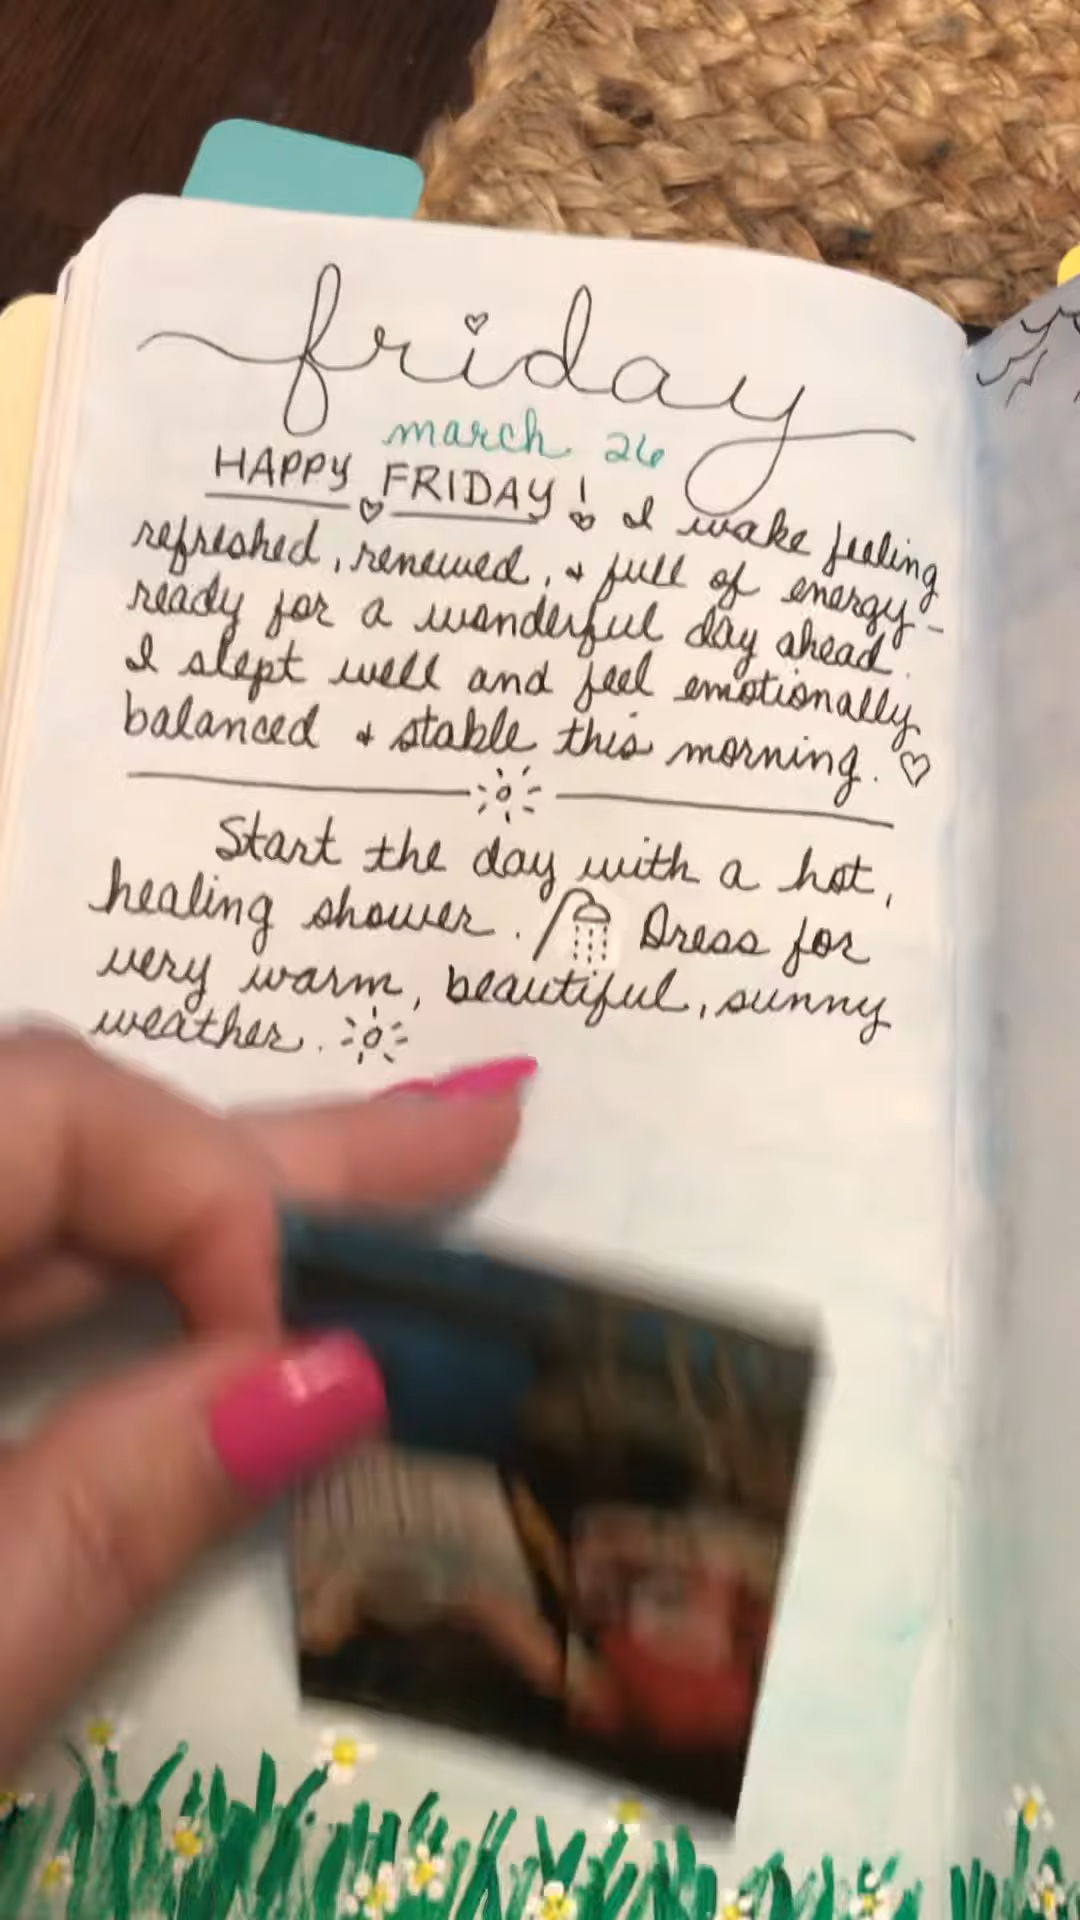 friday
march 26
HAPPY FRIDAY! I wake feeling
refreshed, renewed, & full of energy -
ready for a wonderful day ahead.
I slept well and feel emotionally
balanced & stable this morning.
Start the day with a hot,
healing shower. Dress for
very warm, beautiful, sunny
weather.